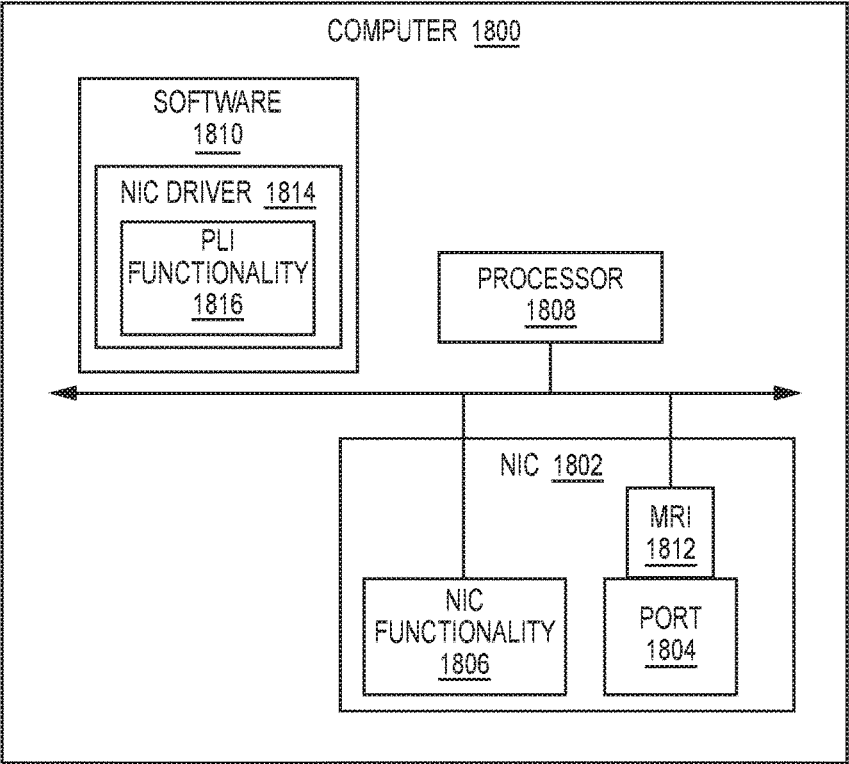 COMPUTER 1800
SOFTWARE
1810
NIC DRIVER 1814
PLI
FUNCTIONALITY
1816
PROCESSOR
1808
NIC 1802
MRI
1812
NIC
FUNCTIONALITY
1806
PORT
1804